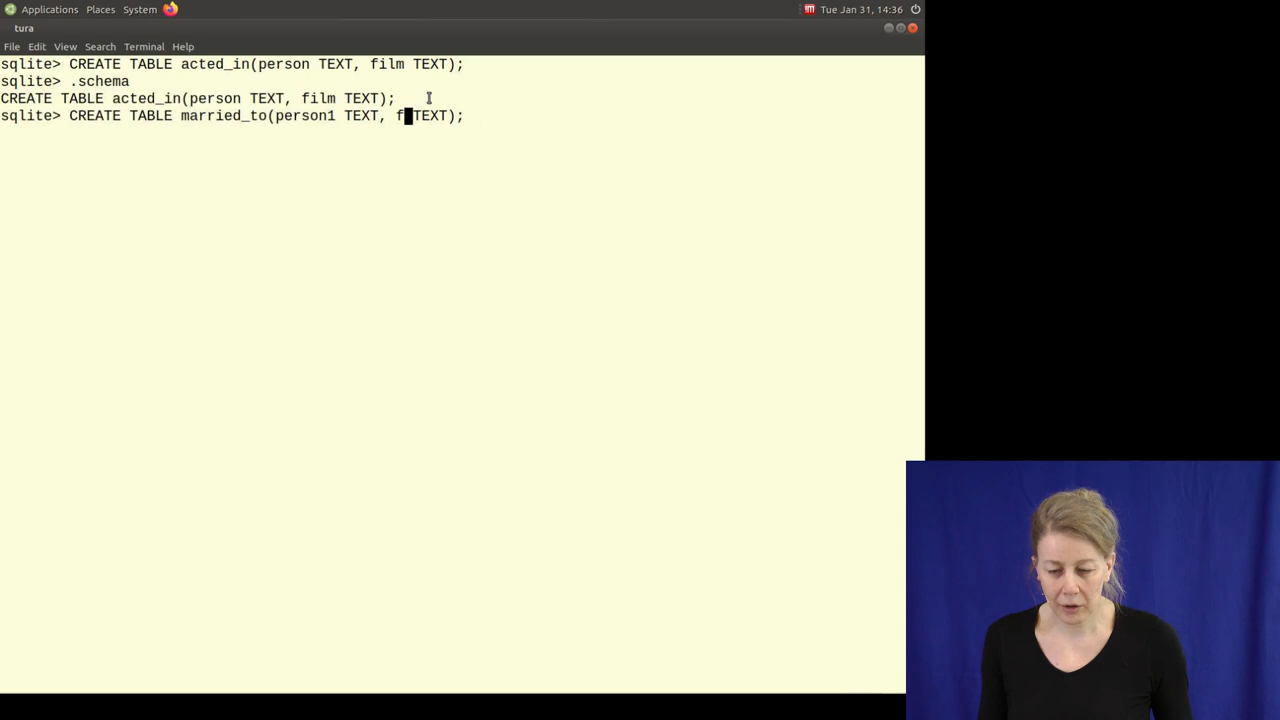 Applications Places System Tue Jan 31, 14:36
tura
File Edit View Search Terminal Help
sqlite> CREATE TABLE acted_in(person TEXT, film TEXT);
sqlite> .schema
CREATE TABLE acted_in(person TEXT, film TEXT);
sqlite> CREATE TABLE married_to(person1 TEXT, f TEXT);